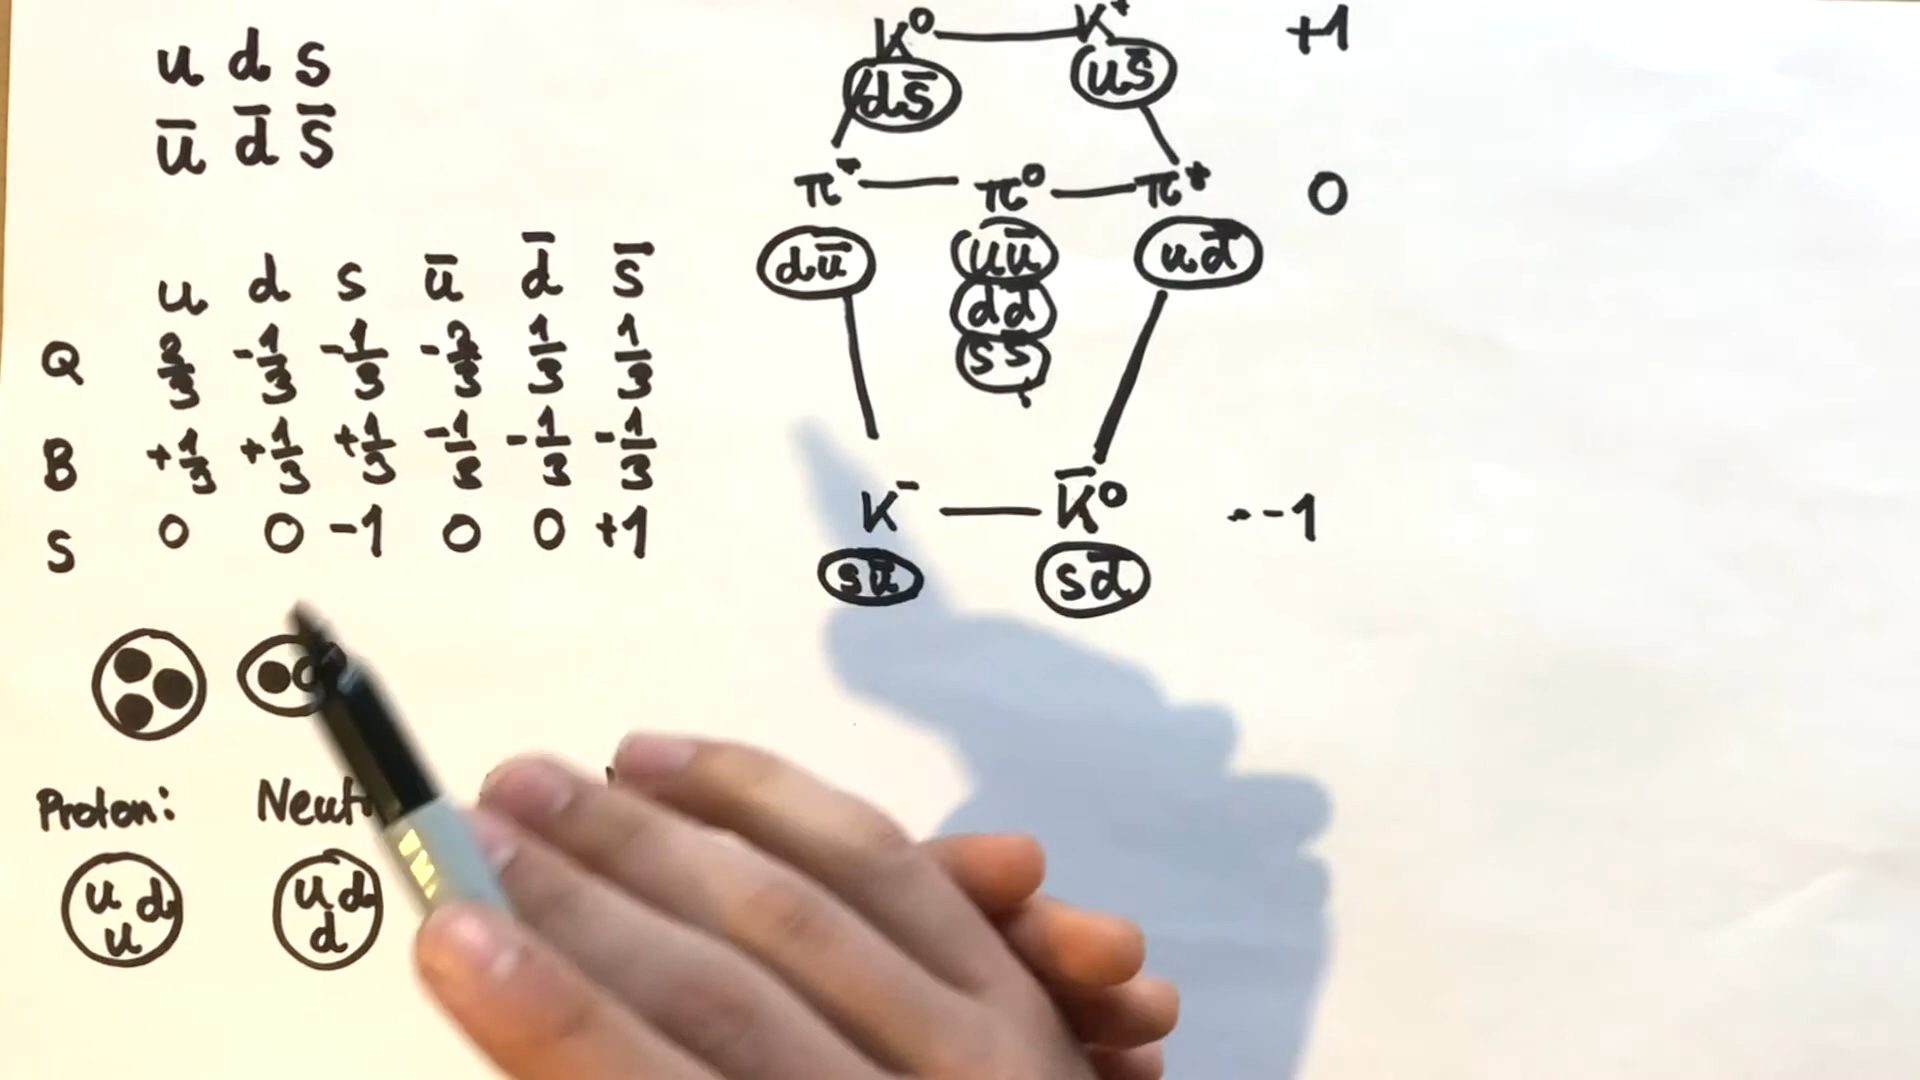 u d s
ū d̄ s̄
u d s ū d̄ s̄
Q 2/3 -1/3 -1/3 -2/3 1/3 1/3
B +1/3 +1/3 +1/3 -1/3 -1/3 -1/3
S 0 0 -1 0 0 +1
Proton:
u d
u
u d
d
K⁰ K⁺ +1
ds̄ us̄
π⁻ π⁰ π⁺ 0
dū uū ud̄
dd̄
ss̄
K⁻ K̄⁰ -1
sū sd̄